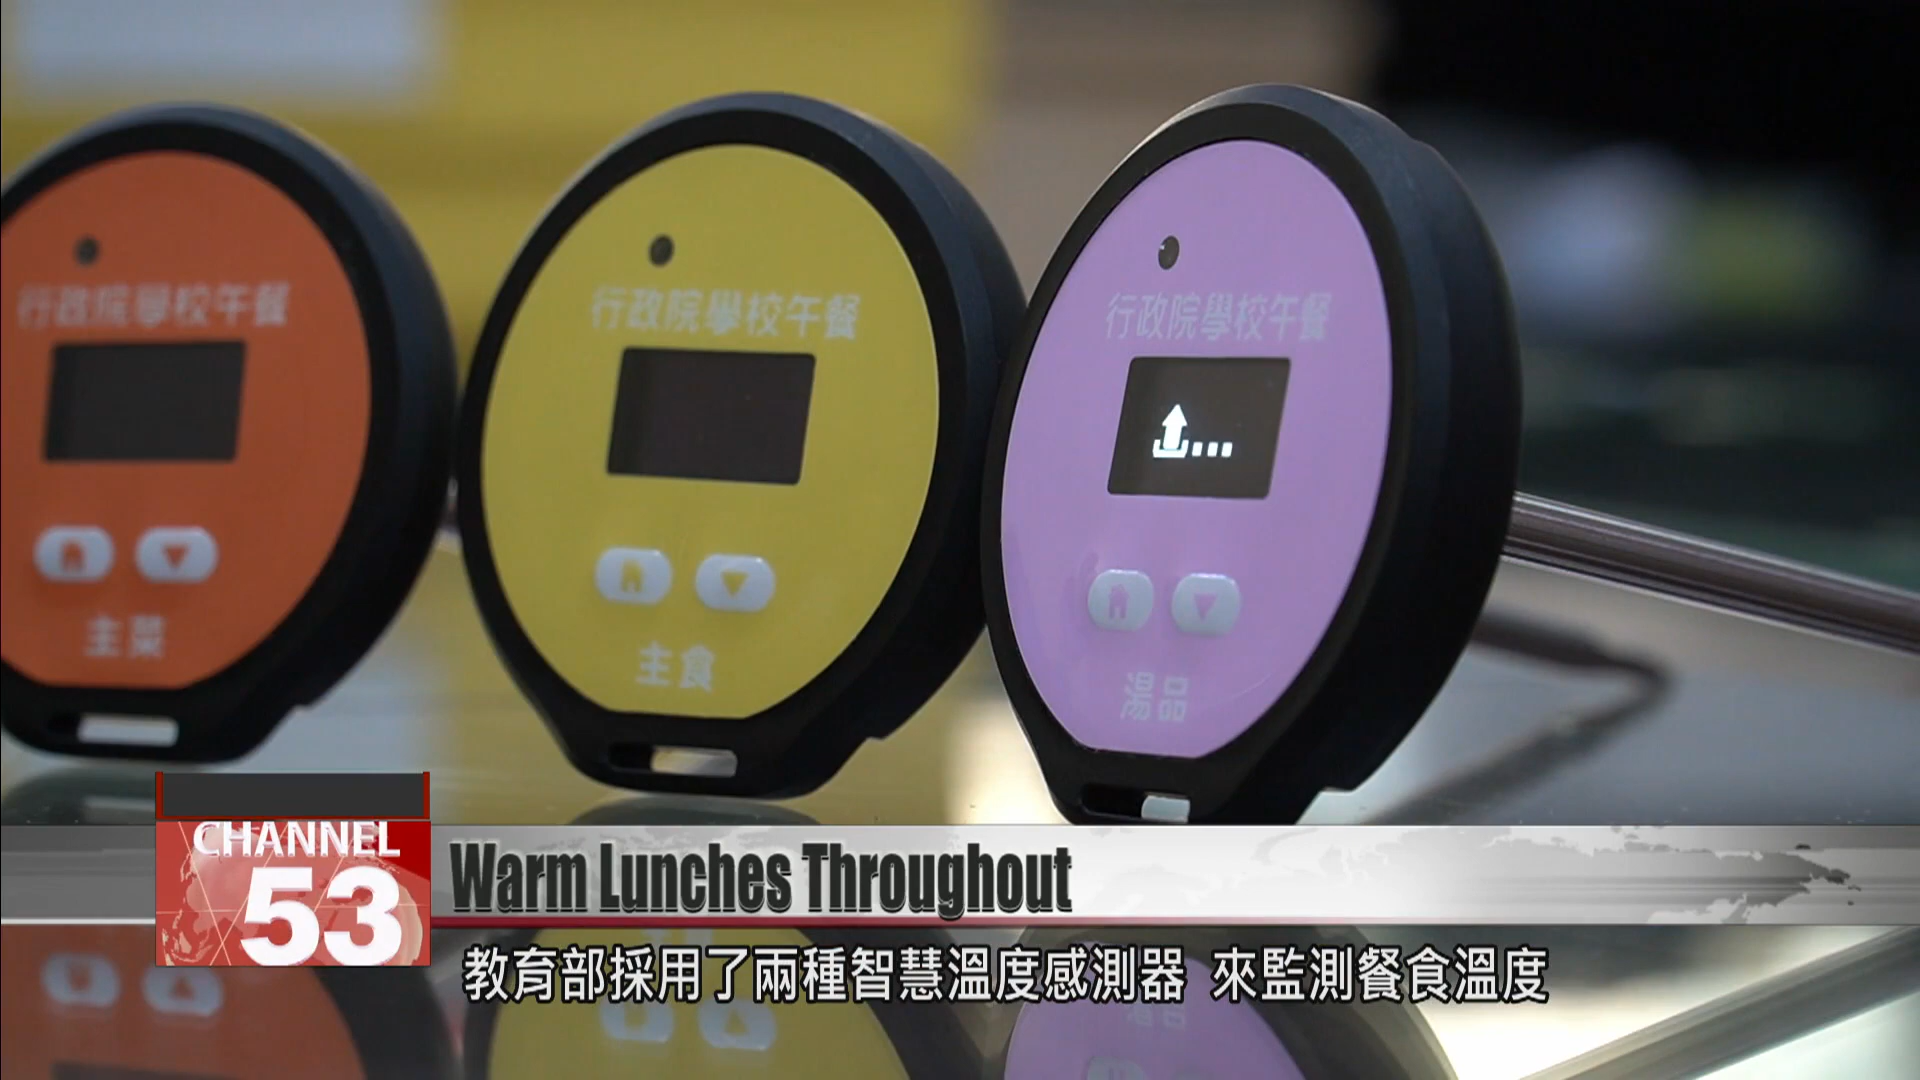 行政院學校午餐
主菜
行政院學校午餐
主食
行政院學校午餐
湯品
CHANNEL
53
Warm Lunches Throughout
教育部採用了兩種智慧溫度感測器 來監測餐食溫度